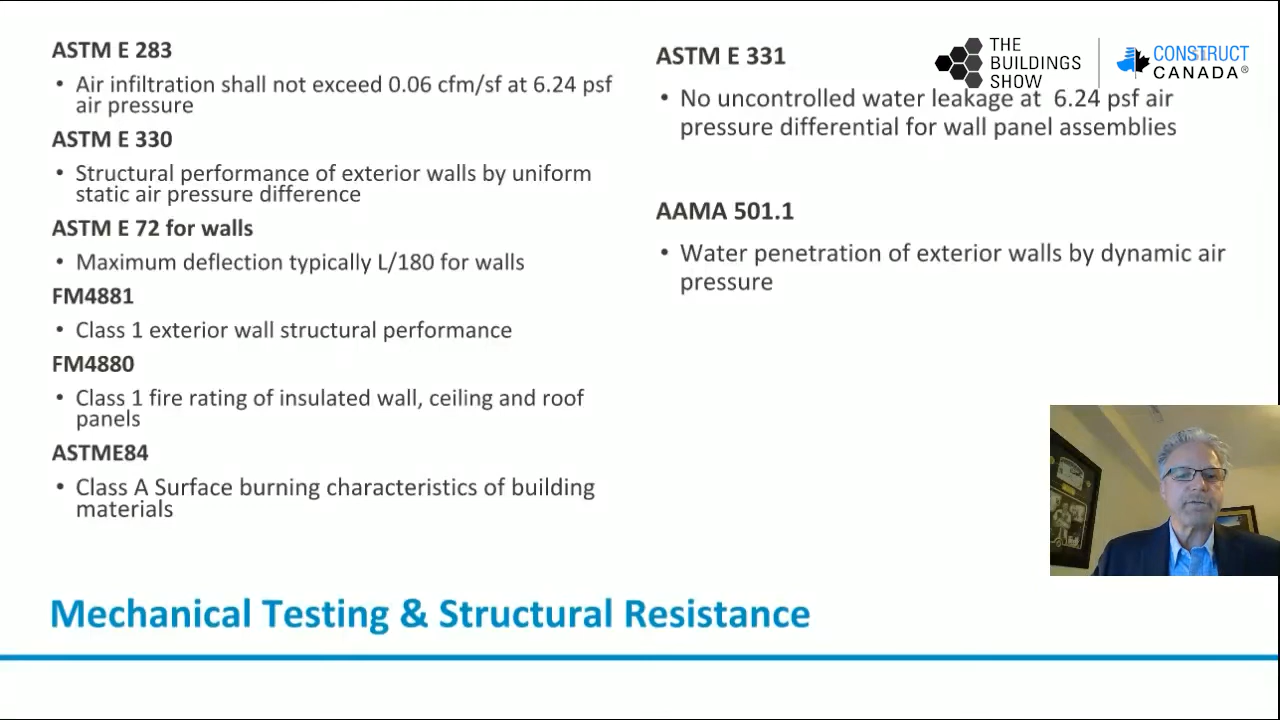 ASTM E 283
• Air infiltration shall not exceed 0.06 cfm/sf at 6.24 psf
air pressure
ASTM E 330
• Structural performance of exterior walls by uniform
static air pressure difference
ASTM E 72 for walls
• Maximum deflection typically L/180 for walls
FM4881
• Class 1 exterior wall structural performance
FM4880
• Class 1 fire rating of insulated wall, ceiling and roof
panels
ASTME84
• Class A Surface burning characteristics of building
materials
ASTM E 331
• No uncontrolled water leakage at 6.24 psf air
pressure differential for wall panel assemblies
AAMA 501.1
• Water penetration of exterior walls by dynamic air
pressure
THE
BUILDINGS
SHOW
CONSTRUCT
CANADA®
Mechanical Testing & Structural Resistance